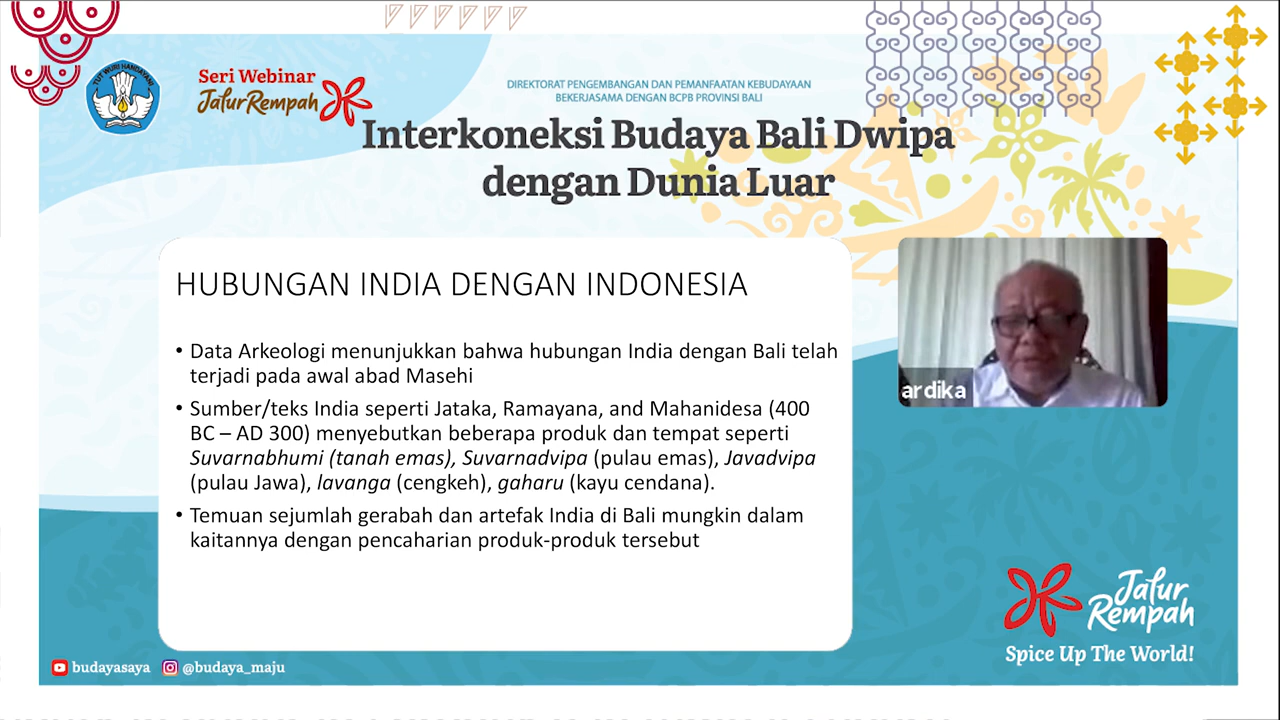 TUT WURI HANDAYANI
Seri Webinar
Jalur Rempah
DIREKTORAT PENGEMBANGAN DAN PEMANFAATAN KEBUDAYAAN
BEKERJASAMA DENGAN BCPB PROVINSI BALI
Interkoneksi Budaya Bali Dwipa
dengan Dunia Luar
HUBUNGAN INDIA DENGAN INDONESIA
• Data Arkeologi menunjukkan bahwa hubungan India dengan Bali telah
terjadi pada awal abad Masehi
• Sumber/teks India seperti Jataka, Ramayana, and Mahanidesa (400
BC – AD 300) menyebutkan beberapa produk dan tempat seperti
Suvarnabhumi (tanah emas), Suvarnadvipa (pulau emas), Javadvipa
(pulau Jawa), lavanga (cengkeh), gaharu (kayu cendana).
• Temuan sejumlah gerabah dan artefak India di Bali mungkin dalam
kaitannya dengan pencaharian produk-produk tersebut
ardika
Jalur
Rempah
Spice Up The World!
budayasaya @budaya_maju